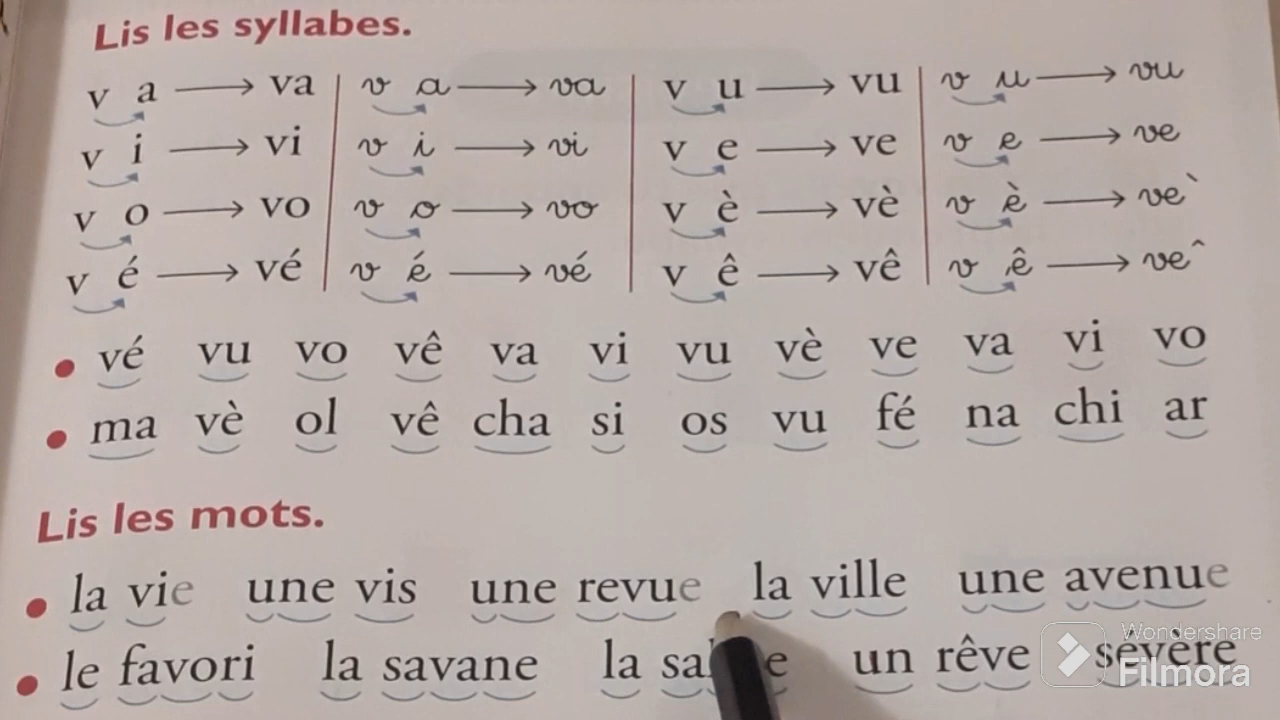 Lis les syllabes.
v a → va v a → va v u → vu v u → vu
v i → vi v i → vi v e → ve v e → ve
v o → vo v o → vo v è → vè v è → vè
v é → vé v é → vé v ê → vê v ê → vê
• vé vu vo vê va vi vu vè ve va vi vo
• ma vè ol vê cha si os vu fé na chi ar
Lis les mots.
• la vie une vis une revue la ville une avenue
• le favori la savane la un rêve sévère
Wondershare
Filmora